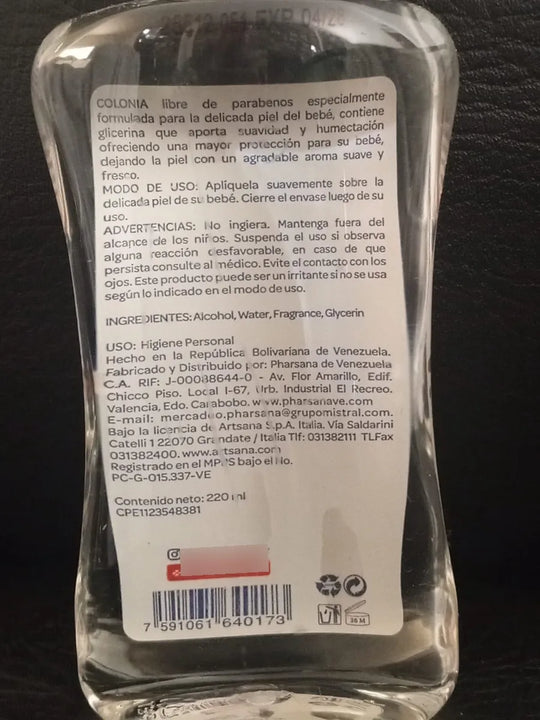 EXP 04/26
COLONIA libre de parabenos especialmente
formulada para la delicada piel del bebé, contiene
glicerina que aporta suavidad y humectación
ofreciendo una mayor protección para su bebé,
dejando la piel con un agradable aroma suave y
fresco.
MODO DE USO: Aplíquela suavemente sobre la
delicada piel de su bebé. Cierre el envase luego de su
uso.
ADVERTENCIAS: No ingiera. Mantenga fuera del
alcance de los niños. Suspenda el uso si observa
alguna reacción desfavorable, en caso de que
persista consulte al médico. Evite el contacto con los
ojos. Este producto puede ser un irritante si no se usa
según lo indicado en el modo de uso.
INGREDIENTES: Alcohol, Water, Fragrance, Glycerin
USO: Higiene Personal
Hecho en la República Bolivariana de Venezuela.
Fabricado y Distribuido por: Pharsana de Venezuela
C.A. RIF: J-00088644-0 - Av. Flor Amarillo, Edif.
Chicco Piso. Local I-67, Urb. Industrial El Recreo.
Valencia, Edo. Carabobo. www.pharsanave.com
E-mail: mercadeo.pharsana@grupomistral.com.
Bajo la licencia de Artsana S.p.A. Italia. Vía Saldarini
Catelli 1 22070 Grandate / Italia Tlf: 031382111 TLFax
031382400. www.artsana.com
Registrado en el MPPS bajo el No.
PC-G-015.337-VE
Contenido neto: 220 ml
CPE1123548381
7 591061 640173
36 M